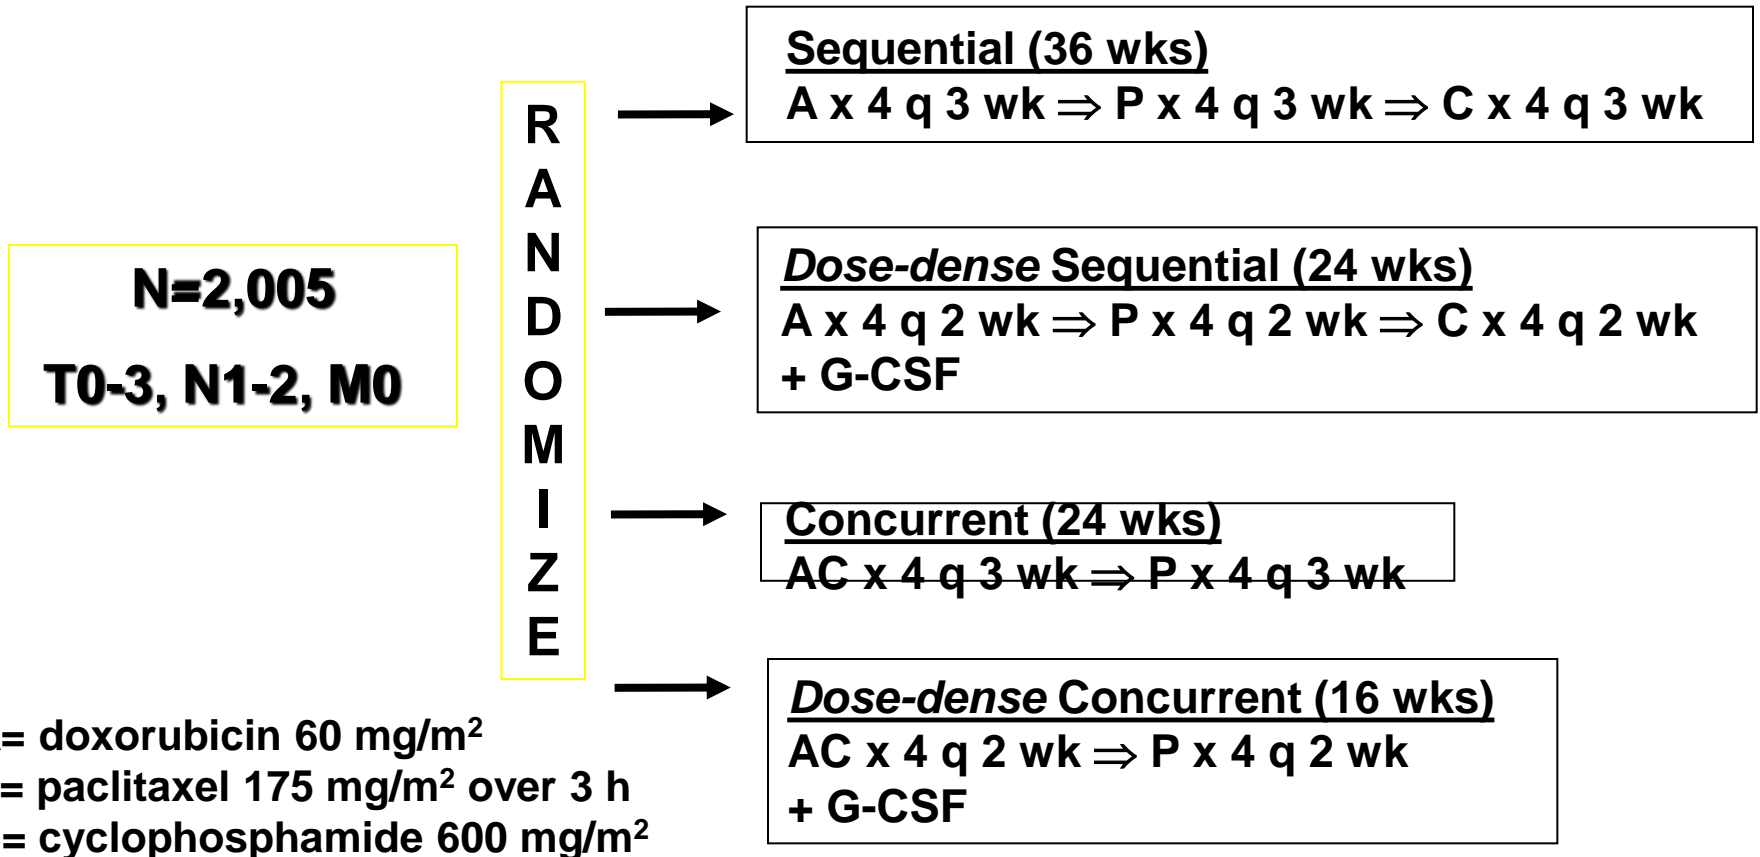 N=2,005
T0-3, N1-2, M0
R
A
N
D
O
M
I
Z
E
Sequential (36 wks)
A x 4 q 3 wk ⇒ P x 4 q 3 wk ⇒ C x 4 q 3 wk
Dose-dense Sequential (24 wks)
A x 4 q 2 wk ⇒ P x 4 q 2 wk ⇒ C x 4 q 2 wk
+ G-CSF
Concurrent (24 wks)
AC x 4 q 3 wk ⇒ P x 4 q 3 wk
Dose-dense Concurrent (16 wks)
AC x 4 q 2 wk ⇒ P x 4 q 2 wk
+ G-CSF
= doxorubicin 60 mg/m²
= paclitaxel 175 mg/m² over 3 h
= cyclophosphamide 600 mg/m²